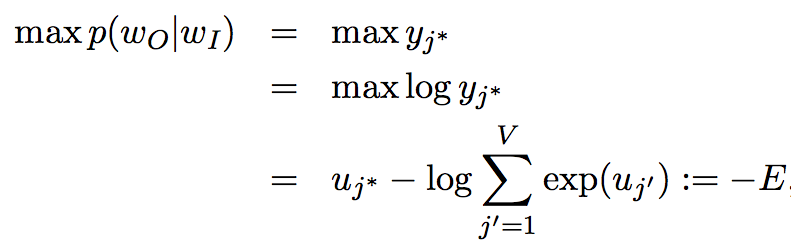 max p(w_O|w_I) = max y_{j*}
= max log y_{j*}
= u_{j*} − log ∑_{j′=1}^{V} exp(u_{j′}) := −E,